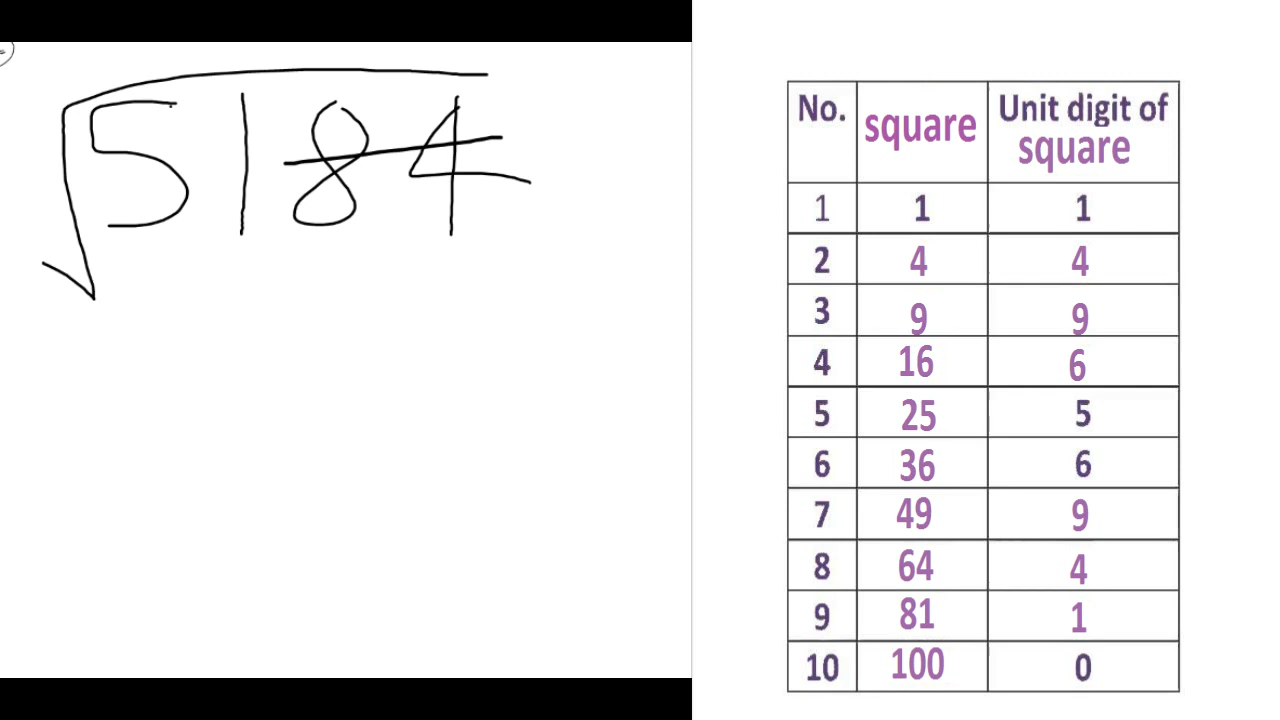 √5184
No. square Unit digit of square
1 1 1
2 4 4
3 9 9
4 16 6
5 25 5
6 36 6
7 49 9
8 64 4
9 81 1
10 100 0